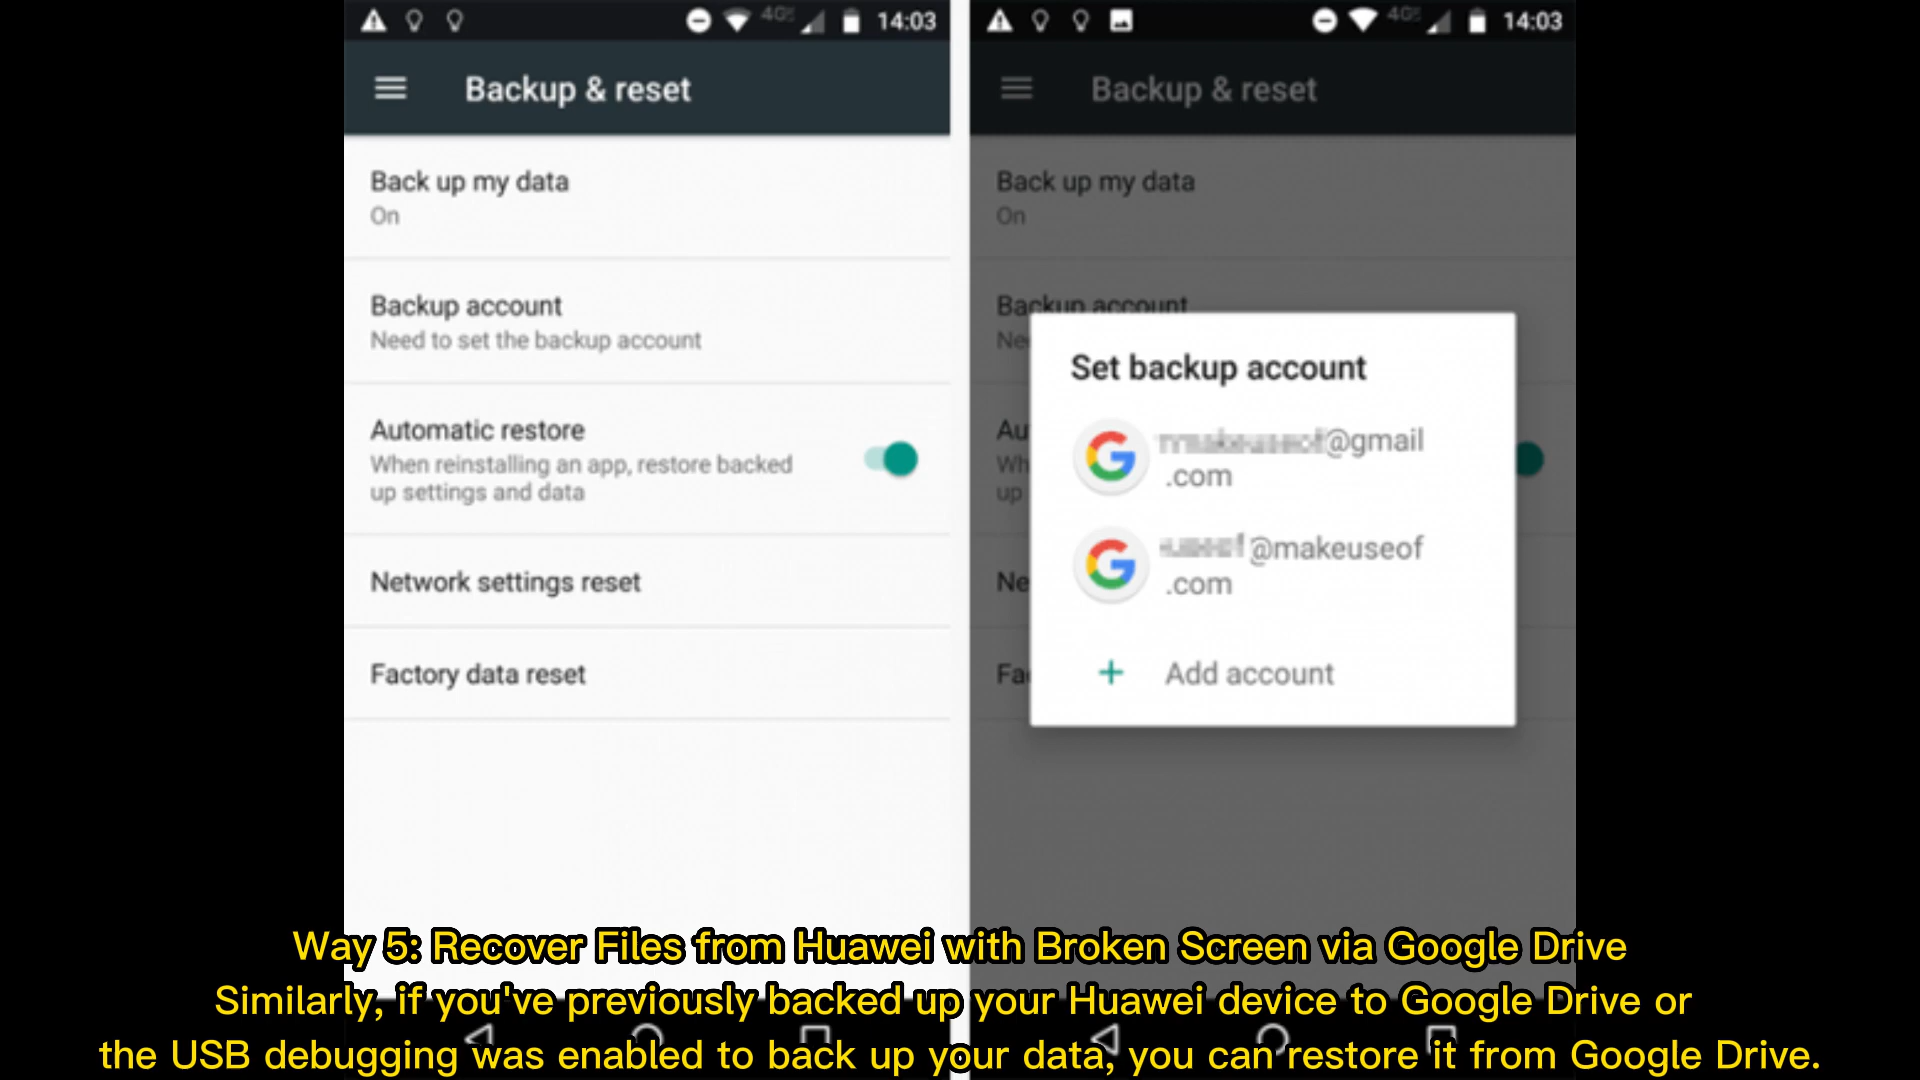 14:03
Backup & reset
Back up my data
On
Backup account
Need to set the backup account
Automatic restore
When reinstalling an app, restore backed
up settings and data
Network settings reset
Factory data reset
4G
14:03
Backup & reset
Back up my data
On
Backup account
Set backup account
@gmail
.com
@makeuseof
.com
Add account
Way 5: Recover Files from Huawei with Broken Screen via Google Drive
Similarly, if you've previously backed up your Huawei device to Google Drive or
the USB debugging was enabled to back up your data, you can restore it from Google Drive.